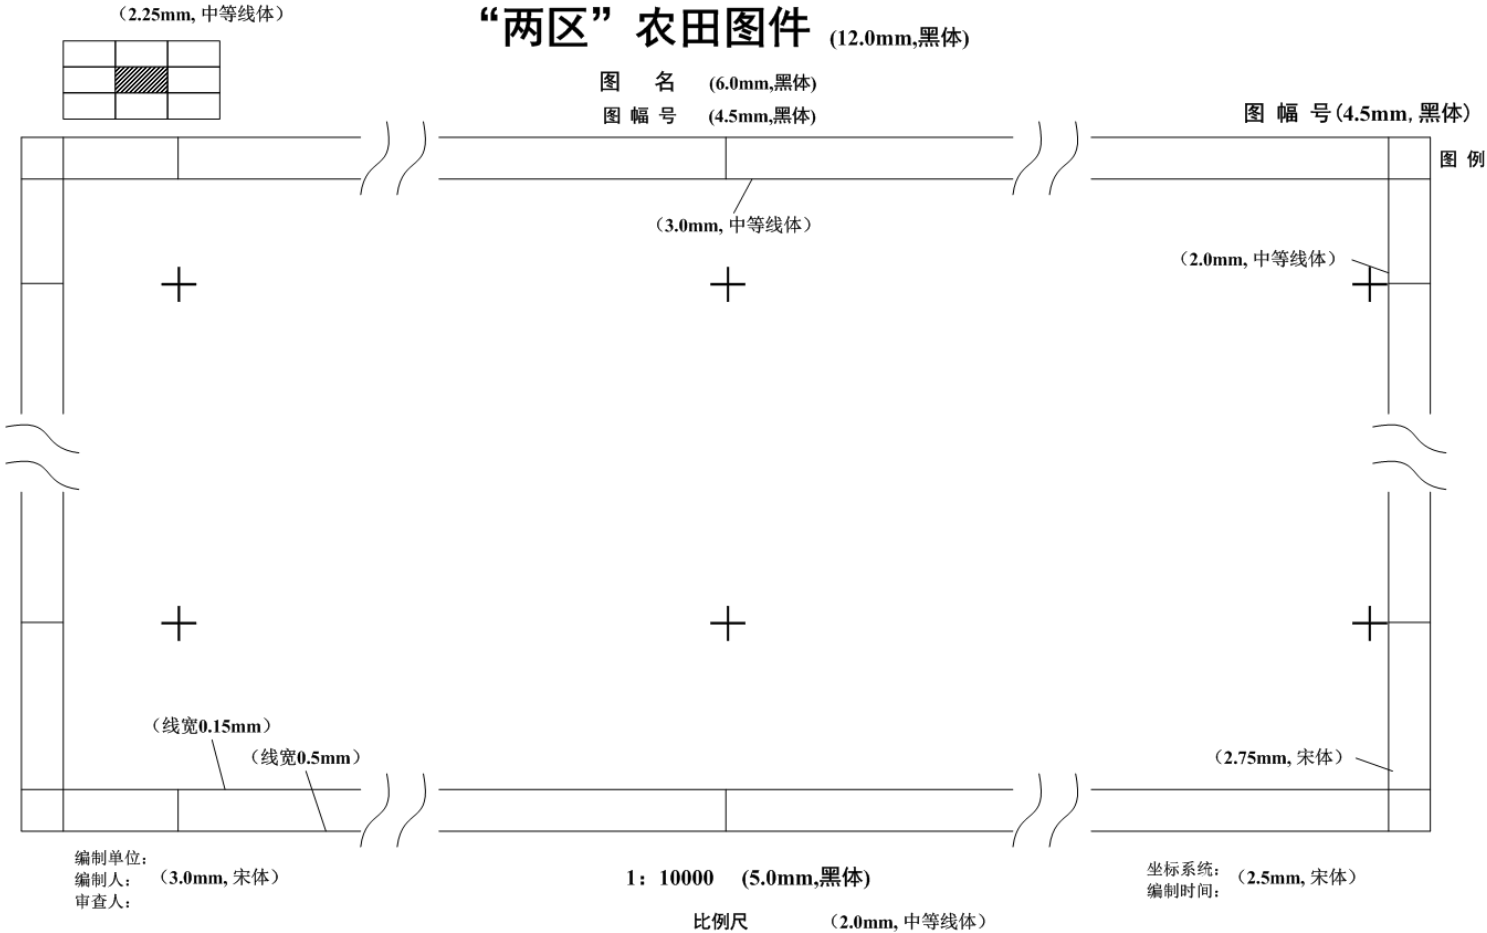 （2.25mm, 中等线体）
“两区”农田图件 (12.0mm,黑体)
图 名 (6.0mm,黑体)
图 幅 号 (4.5mm,黑体)
图 幅 号(4.5mm,黑体)
图 例
（3.0mm, 中等线体）
（2.0mm, 中等线体）
（线宽0.15mm）
（线宽0.5mm）
（2.75mm, 宋体）
编制单位：
编制人：
审查人：
（3.0mm, 宋体）
1：10000 (5.0mm,黑体)
比例尺 （2.0mm, 中等线体）
坐标系统：
编制时间：
（2.5mm, 宋体）